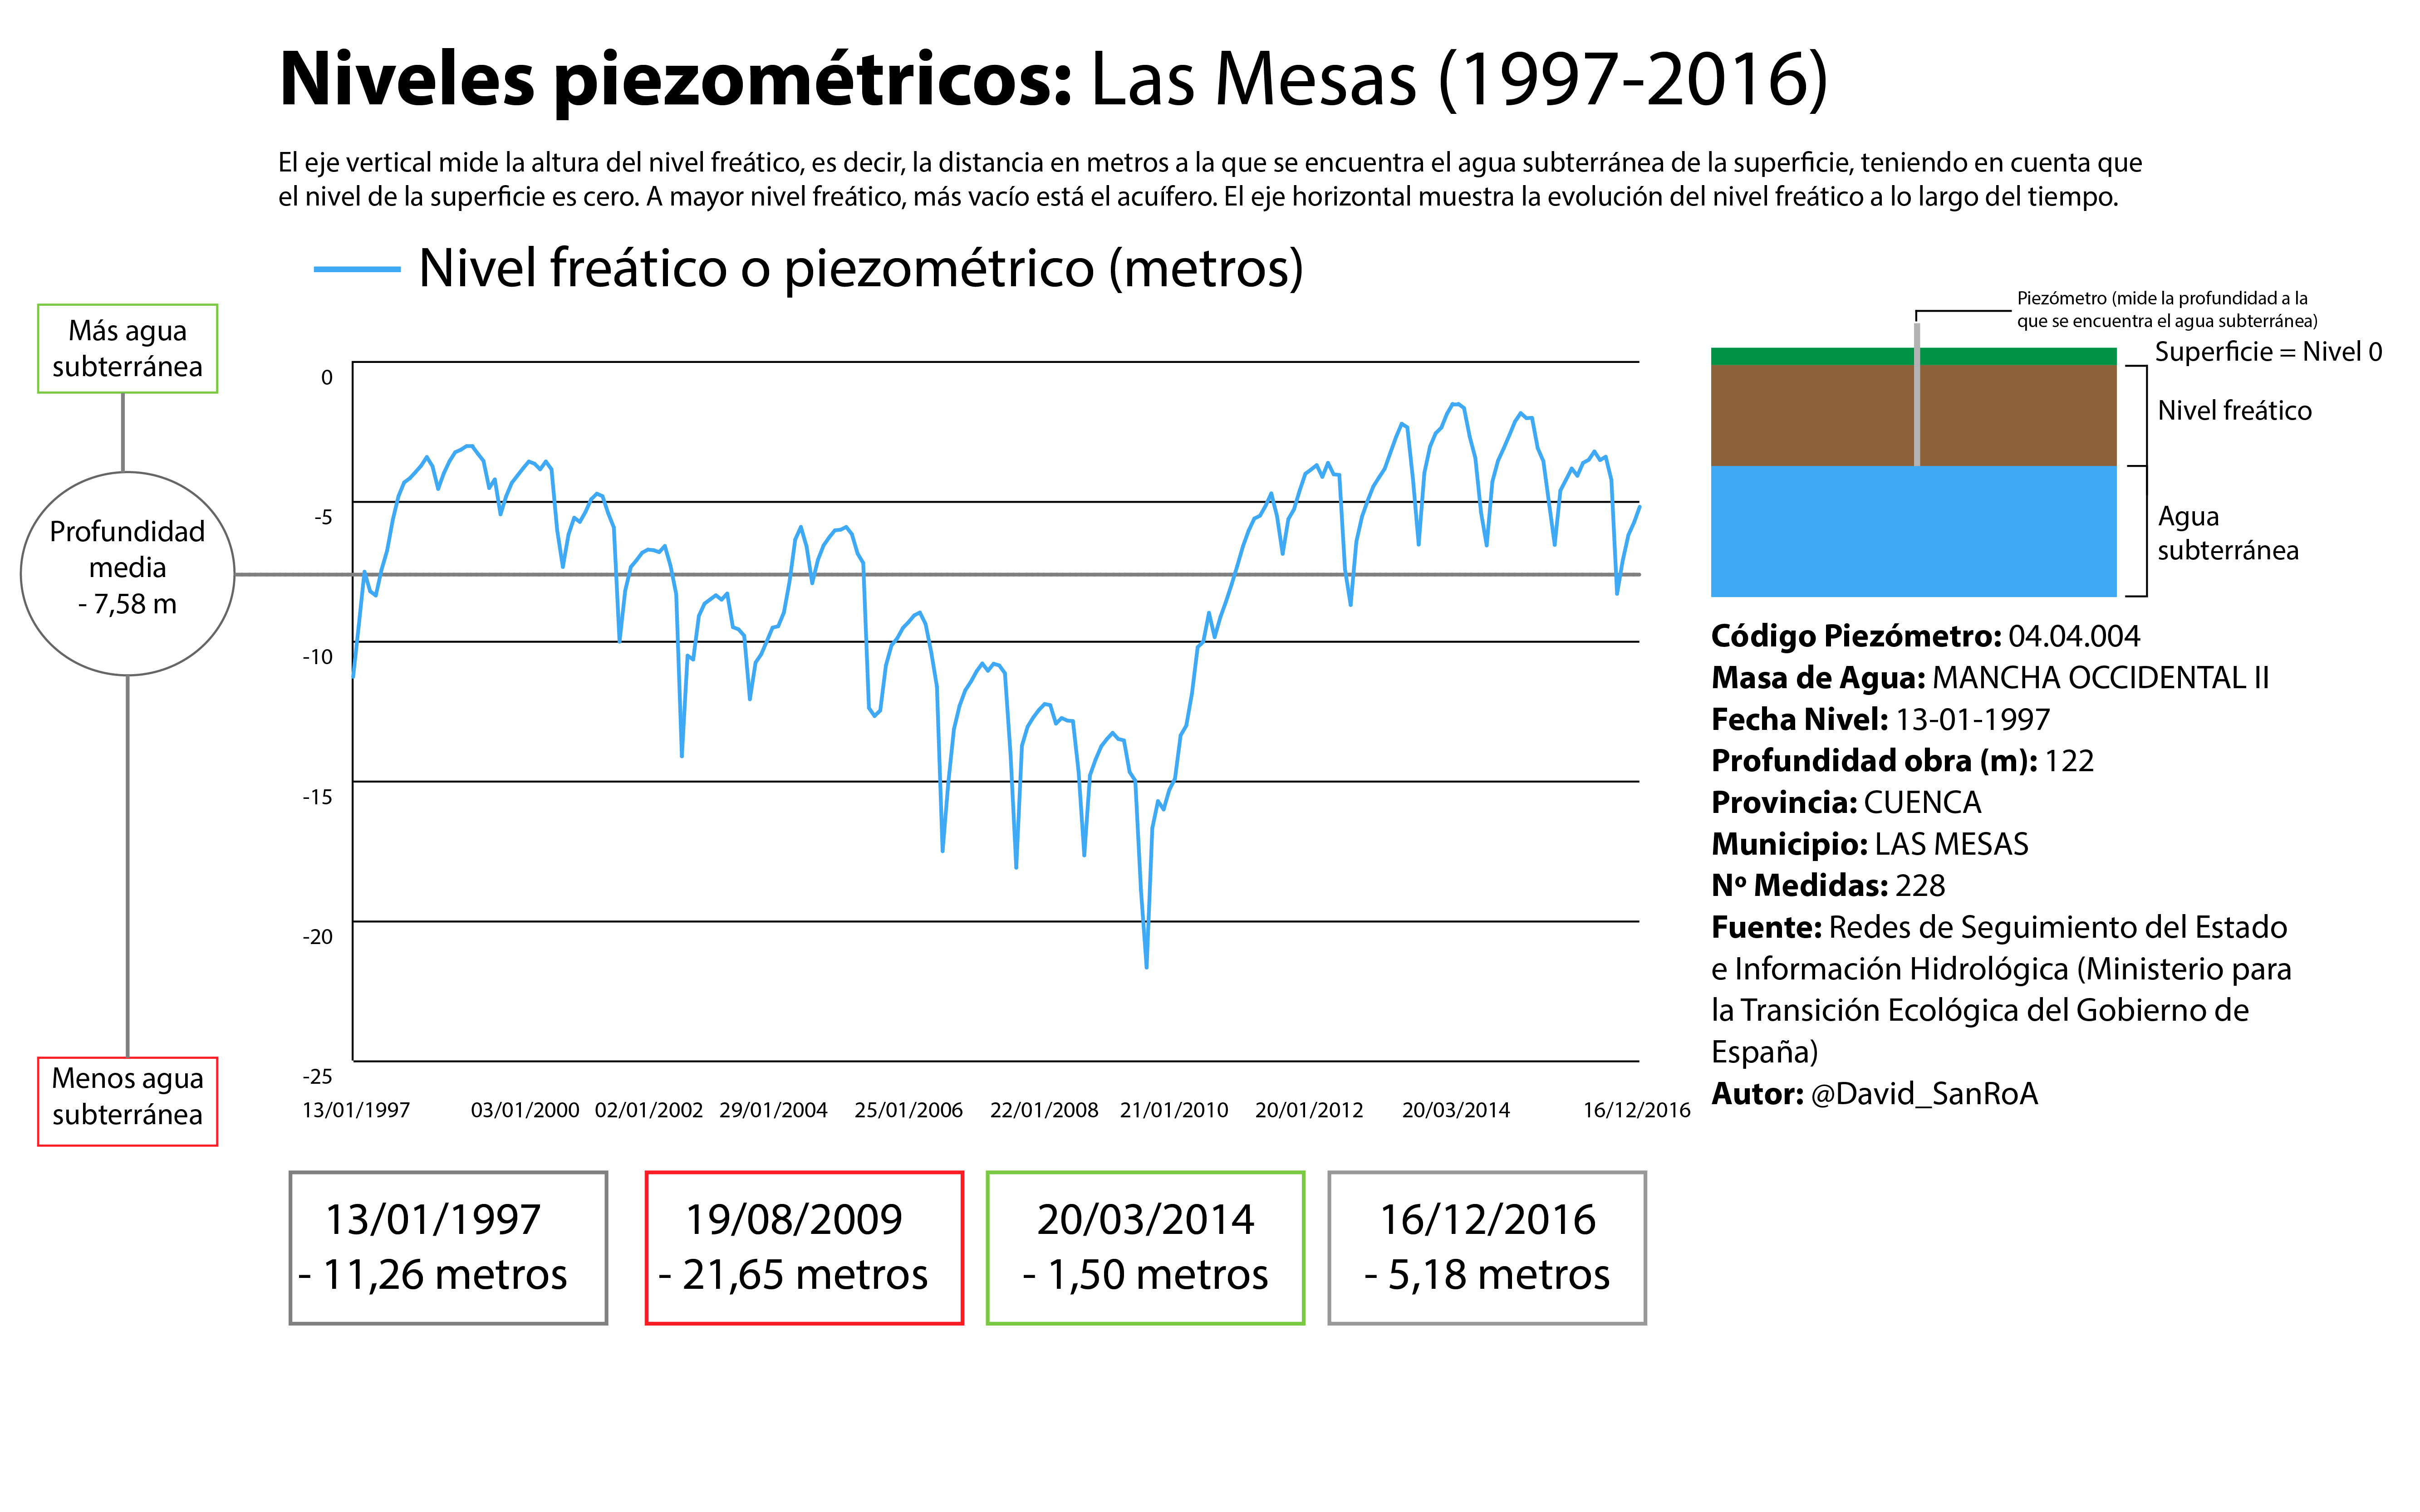 Niveles piezométricos: Las Mesas (1997-2016)
El eje vertical mide la altura del nivel freático, es decir, la distancia en metros a la que se encuentra el agua subterránea de la superficie, teniendo en cuenta que
el nivel de la superficie es cero. A mayor nivel freático, más vacío está el acuífero. El eje horizontal muestra la evolución del nivel freático a lo largo del tiempo.
Nivel freático o piezométrico (metros)
Más agua
subterránea
Profundidad
media
- 7,58 m
Menos agua
subterránea
0
-5
-10
-15
-20
-25
13/01/1997 03/01/2000 02/01/2002 29/01/2004 25/01/2006 22/01/2008 21/01/2010 20/01/2012 20/03/2014 16/12/2016
Piezómetro (mide la profundidad a la
que se encuentra el agua subterránea)
Superficie = Nivel 0
Nivel freático
Agua
subterránea
Código Piezómetro: 04.04.004
Masa de Agua: MANCHA OCCIDENTAL II
Fecha Nivel: 13-01-1997
Profundidad obra (m): 122
Provincia: CUENCA
Municipio: LAS MESAS
Nº Medidas: 228
Fuente: Redes de Seguimiento del Estado
e Información Hidrológica (Ministerio para
la Transición Ecológica del Gobierno de
España)
Autor: @David_SanRoA
13/01/1997
- 11,26 metros
19/08/2009
- 21,65 metros
20/03/2014
- 1,50 metros
16/12/2016
- 5,18 metros